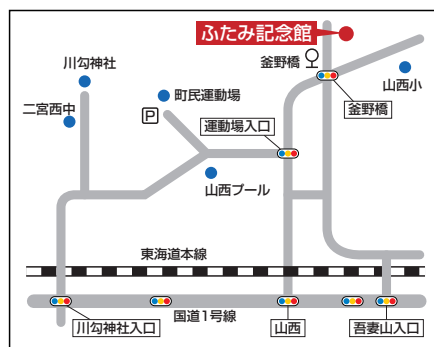 ふたみ記念館
川勾神社
釜野橋
町民運動場
山西小
二宮西中
P
釜野橋
運動場入口
山西プール
東海道本線
国道1号線
川勾神社入口
山西
吾妻山入口